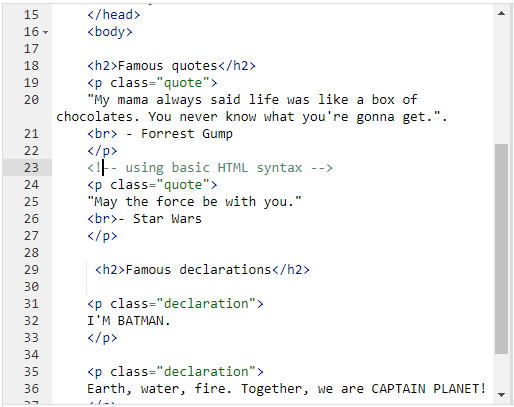 15 </head>
16 <body>
17
18 <h2>Famous quotes</h2>
19 <p class="quote">
20 "My mama always said life was like a box of
chocolates. You never know what you're gonna get.".
21 <br> - Forrest Gump
22 </p>
23 <!-- using basic HTML syntax -->
24 <p class="quote">
25 "May the force be with you."
26 <br>- Star Wars
27 </p>
28
29 <h2>Famous declarations</h2>
30
31 <p class="declaration">
32 I'M BATMAN.
33 </p>
34
35 <p class="declaration">
36 Earth, water, fire. Together, we are CAPTAIN PLANET!